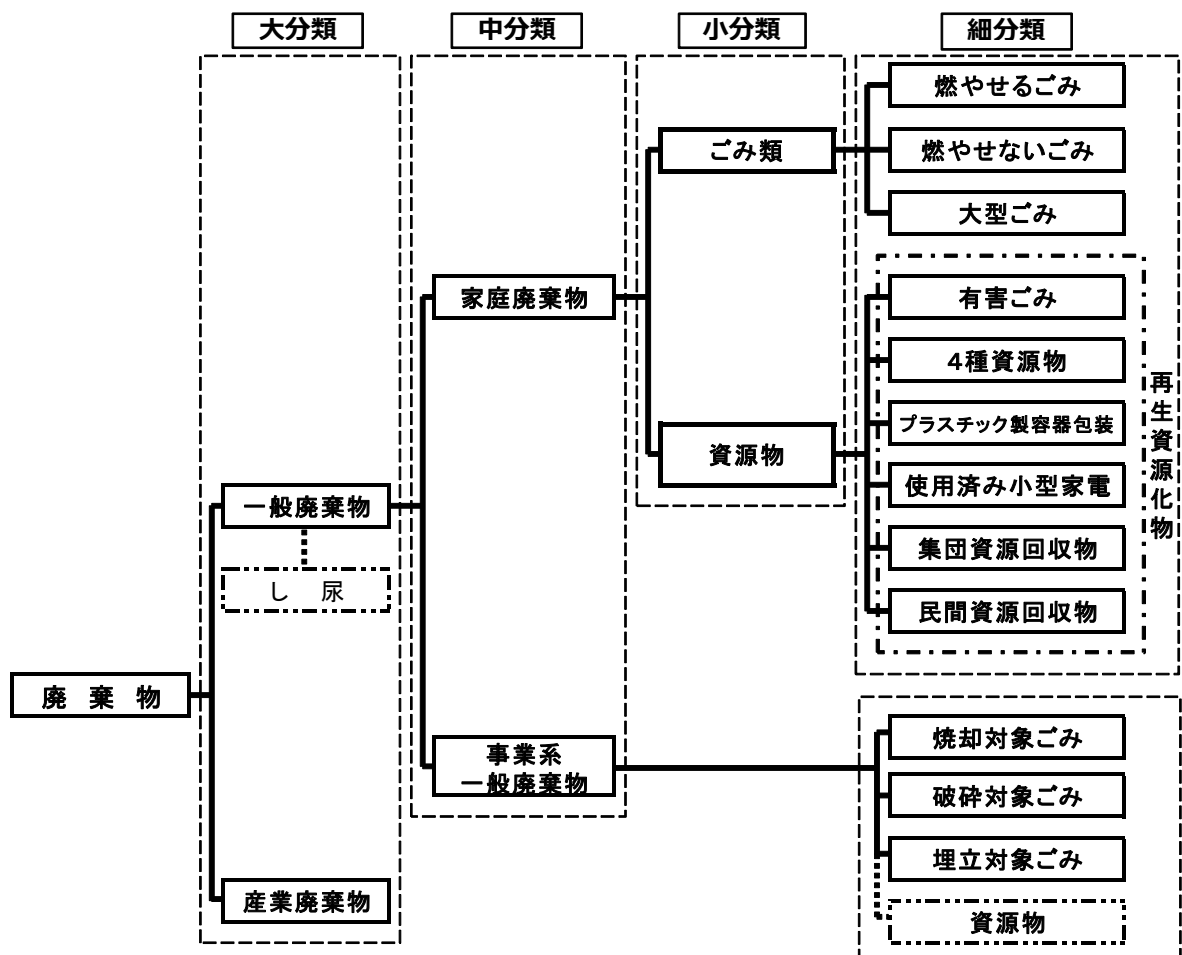 大分類
中分類
小分類
細分類
燃やせるごみ
ごみ類
燃やせないごみ
大型ごみ
家庭廃棄物
有害ごみ
4種資源物
プラスチック製容器包装
資源物
使用済み小型家電
集団資源回収物
民間資源回収物
再生資源化物
一般廃棄物
し 尿
廃 棄 物
事業系
一般廃棄物
焼却対象ごみ
破砕対象ごみ
埋立対象ごみ
資源物
産業廃棄物